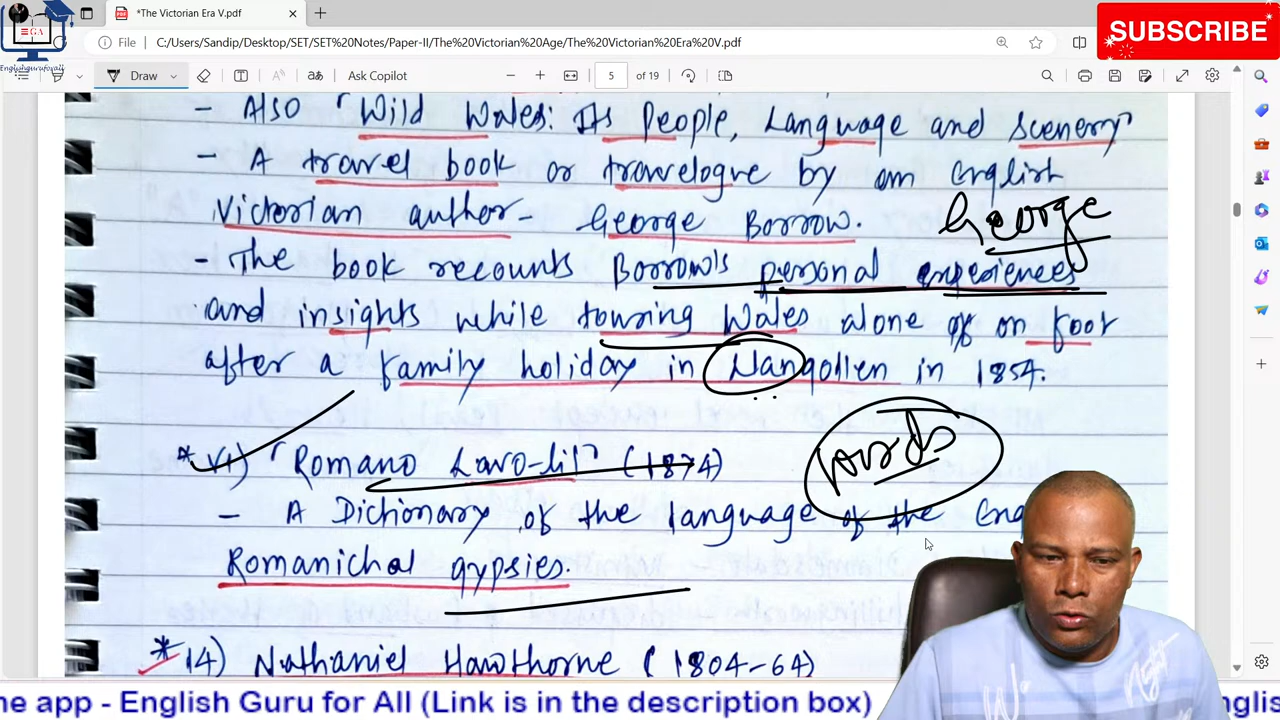 *The Victorian Era V.pdf
SUBSCRIBE
EGA
Englishguruforall
File C:/Users/Sandip/Desktop/SET/SET%20Notes/Paper-II/The%20Victorian%20Age/The%20Victorian%20Era%20V.pdf
Draw Ask Copilot 5 of 19
- Also 'Wild Wales: Its People, Language and Scenery
- A travel book or travelogue by an English
Victorian author- George Borrow.
George
- The book recounts Borrow's personal experiences
and insights while touring Wales alone on foot
after a family holiday in Llangollen in 1854.
words
* VI) 'Romano Lavo-lil' (1874)
- A Dictionary of the language of the Eng
Romanichal gypsies.
* 14) Nathaniel Hawthorne (1804-64)
ne app - English Guru for All (Link is in the description box) nglis